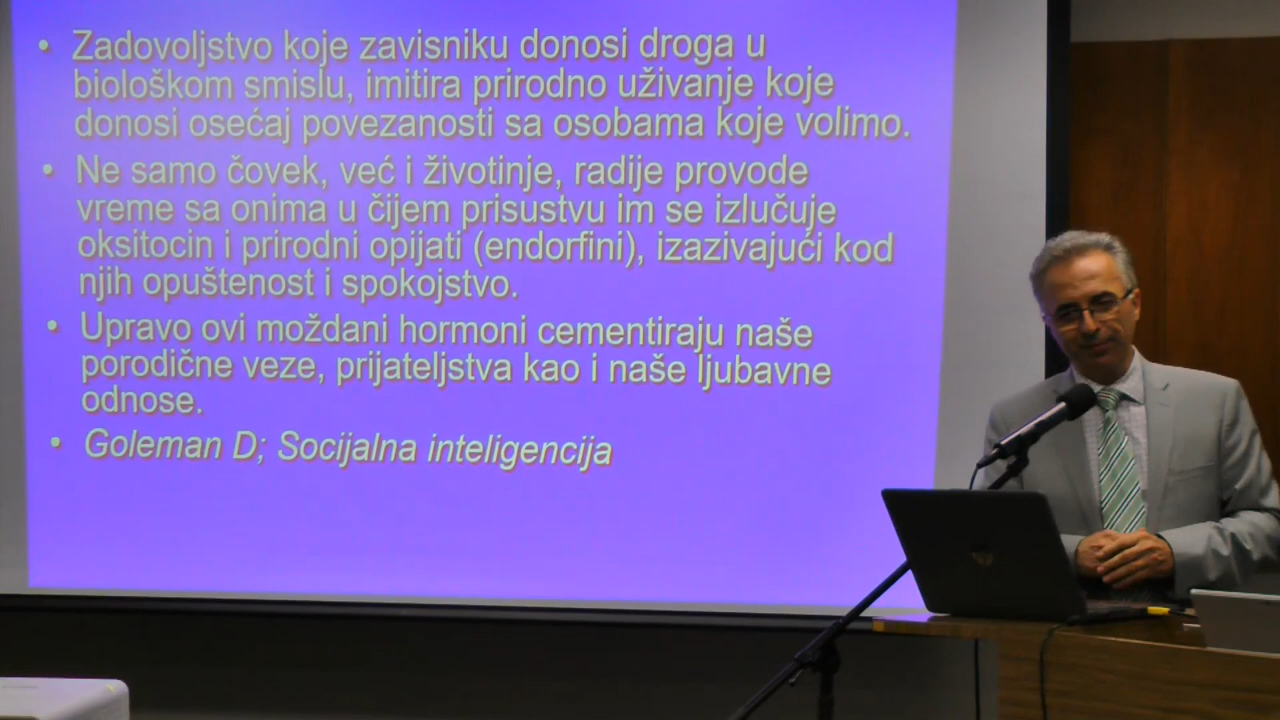 • Zadovoljstvo koje zavisniku donosi droga u
biološkom smislu, imitira prirodno uživanje koje
donosi osećaj povezanosti sa osobama koje volimo.
• Ne samo čovek, već i životinje, radije provode
vreme sa onima u čijem prisustvu im se izlučuje
oksitocin i prirodni opijati (endorfini), izazivajući kod
njih opuštenost i spokojstvo.
• Upravo ovi moždani hormoni cementiraju naše
porodične veze, prijateljstva kao i naše ljubavne
odnose.
• Goleman D; Socijalna inteligencija